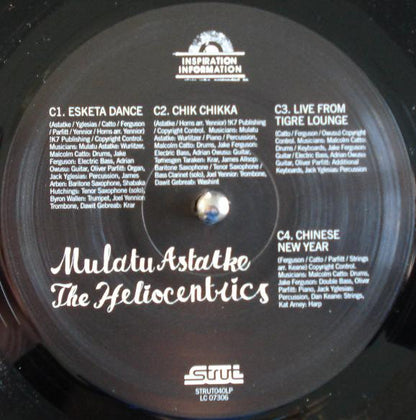 INSPIRATION
INFORMATION
C1. ESKETA DANCE
(Astatke / Yglesias / Catto / Ferguson
/ Parfitt / Yennior / Horns arr. Yennior)
!K7 Publishing / Copyright Control.
Musicians: Mulatu Astatke: Wurlitzer,
Malcolm Catto: Drums, Jake
Ferguson: Electric Bass, Adrian
Owusu: Guitar, Oliver Parfitt: Organ,
Jack Yglesias: Percussion, James
Arben: Baritone Saxophone, Shabaka
Hutchings: Tenor Saxophone (solo),
Byron Wallen: Trumpet, Joel Yennior:
Trombone, Dawit Gebreab: Krar
C2. CHIK CHIKKA
(Astatke / Horns arr. Yennior) !K7 Publishing
/ Copyright Control. Musicians: Mulatu
Astatke: Wurlitzer / Piano / Percussion,
Malcolm Catto: Drums, Jake Ferguson:
Electric Bass, Adrian Owusu: Guitar,
Temesgen Tareken: Krar, James Allsopp:
Baritone Saxophone / Tenor Saxophone /
Bass Clarinet (solo), Joel Yennior: Trombone,
Dawit Gebreab: Washint
C3. LIVE FROM
TIGRE LOUNGE
(Catto / Ferguson / Owusu) Copyright
Control. Musicians: Malcolm Catto:
Drums / Keyboards, Jake Ferguson:
Guitar / Electric Bass, Adrian Owusu:
Guitar, Oliver Parfitt: Additional
Keyboards, Jack Yglesias: Percussion
C4. CHINESE
NEW YEAR
(Ferguson / Catto / Parfitt / Strings
arr. Keane) Copyright Control.
Musicians: Malcolm Catto: Drums,
Jake Ferguson: Double Bass, Oliver
Parfitt: Piano, Jack Yglesias:
Percussion, Dan Keane: Strings,
Kat Arney: Harp
Mulatu Astatke
The Heliocentrics
strut
STRUT040LP
LC 07306